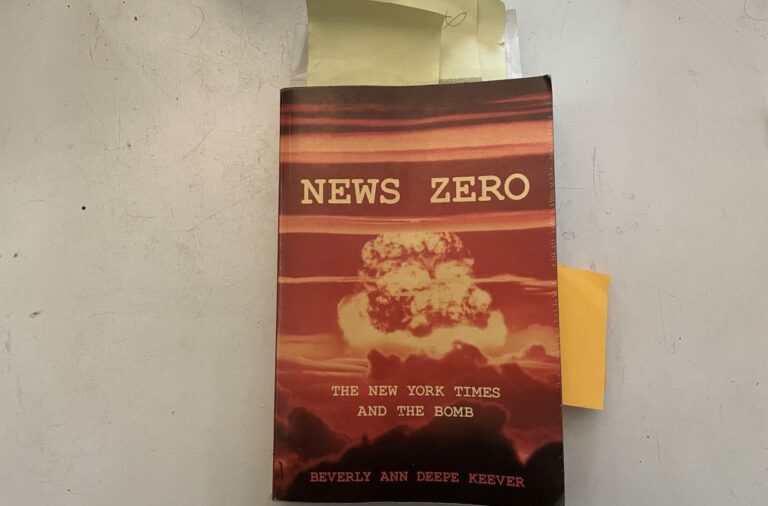 NEWS ZERO
THE NEW YORK TIMES
AND THE BOMB
BEVERLY ANN DEEPE KEEVER